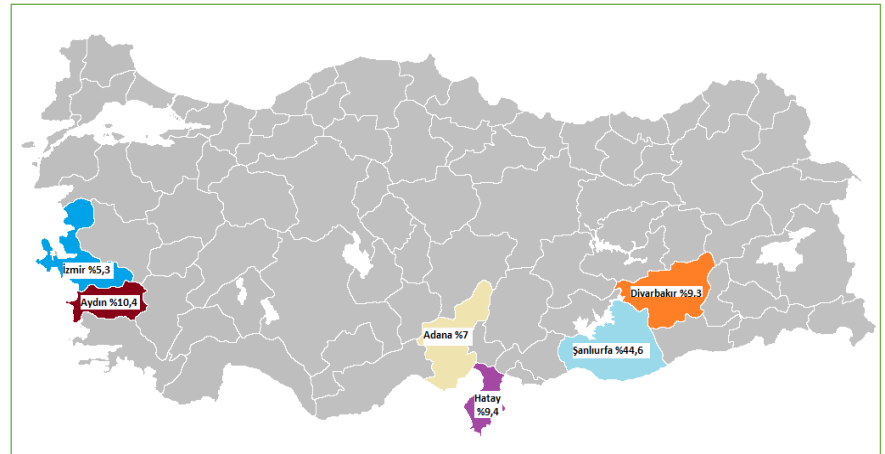 İzmir %5,3
Aydın %10,4
Adana %7
Hatay
%9,4
Şanlıurfa %44,6
Diyarbakır %9.3